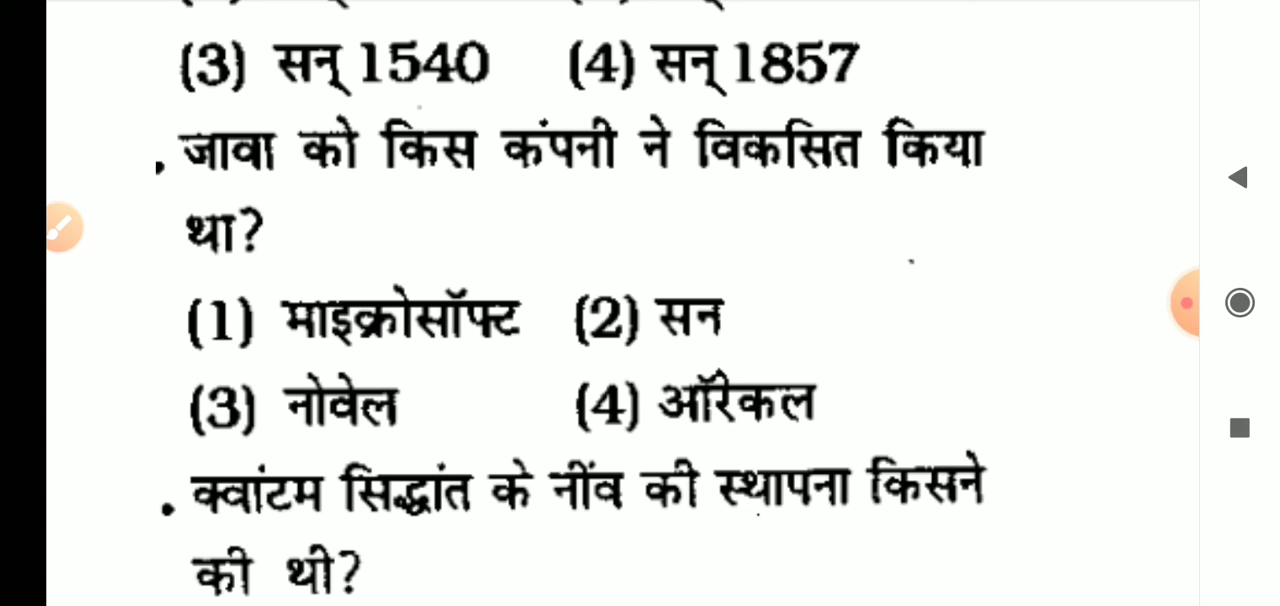 (3) सन् 1540 (4) सन् 1857
. जावा को किस कंपनी ने विकसित किया
था?
(1) माइक्रोसॉफ्ट (2) सन
(3) नोवेल (4) ऑरेकल
. क्वांटम सिद्धांत के नींव की स्थापना किसने
की थी?